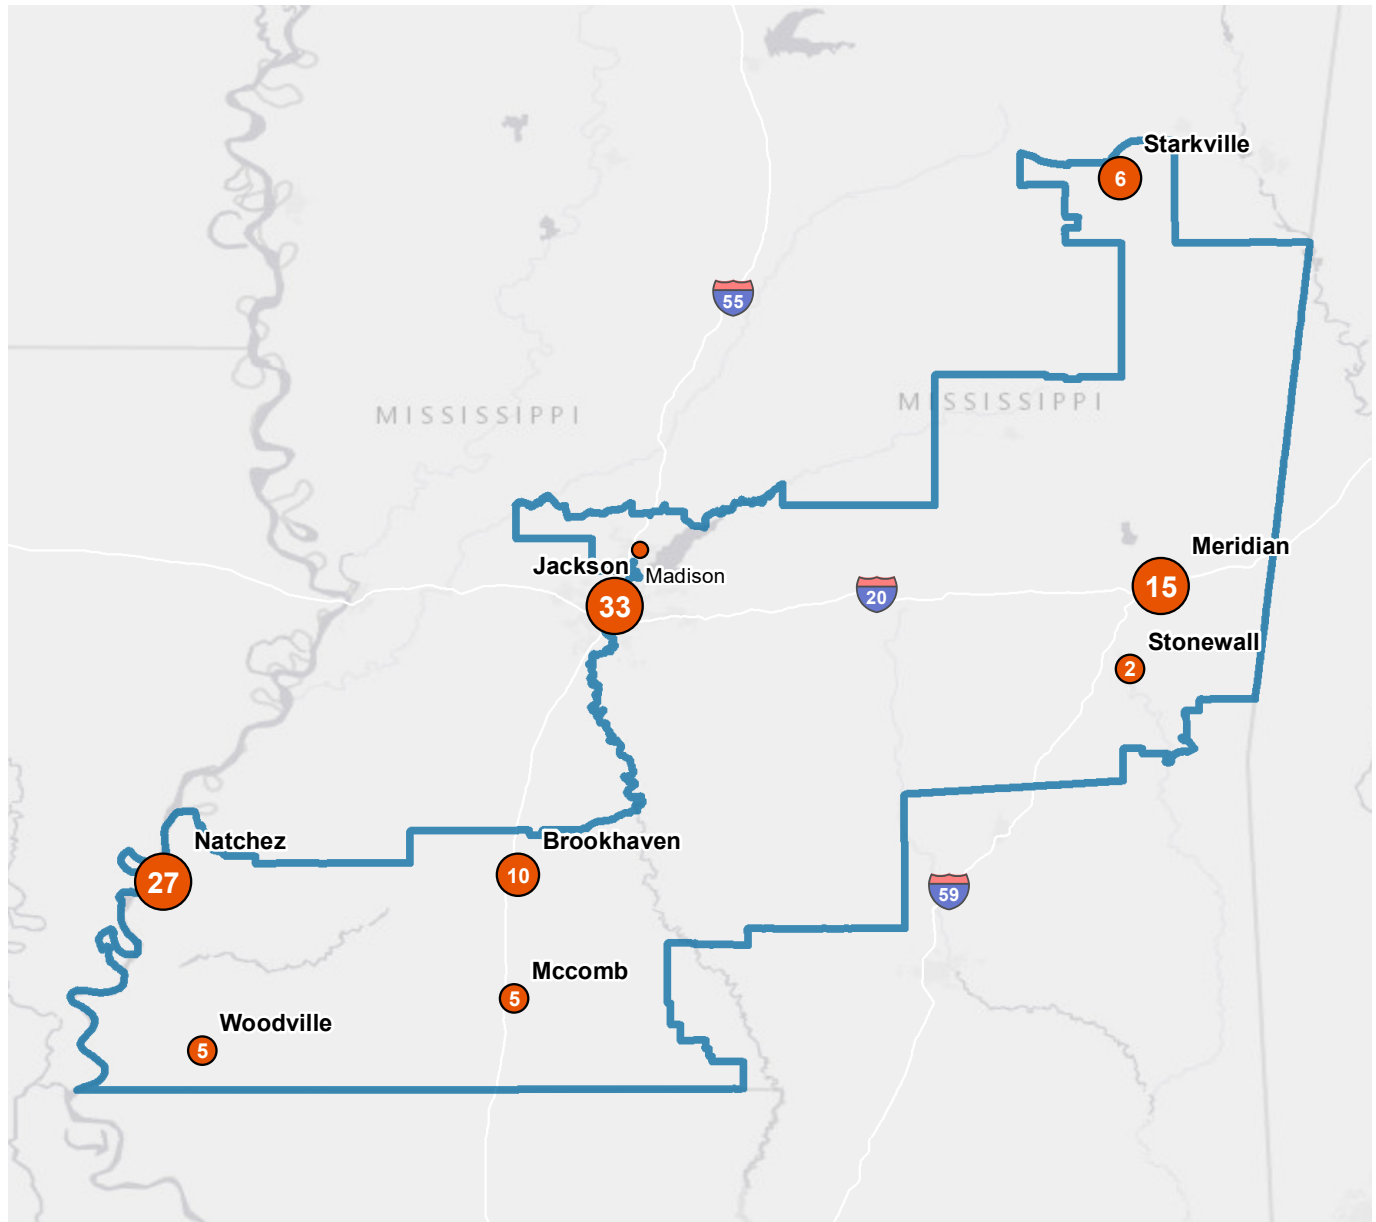 Starkville
6
55
MISSISSIPPI
MISSISSIPPI
Meridian
Jackson
Madison
15
20
33
Stonewall
2
Natchez
Brookhaven
27
10
59
Mccomb
5
Woodville
5